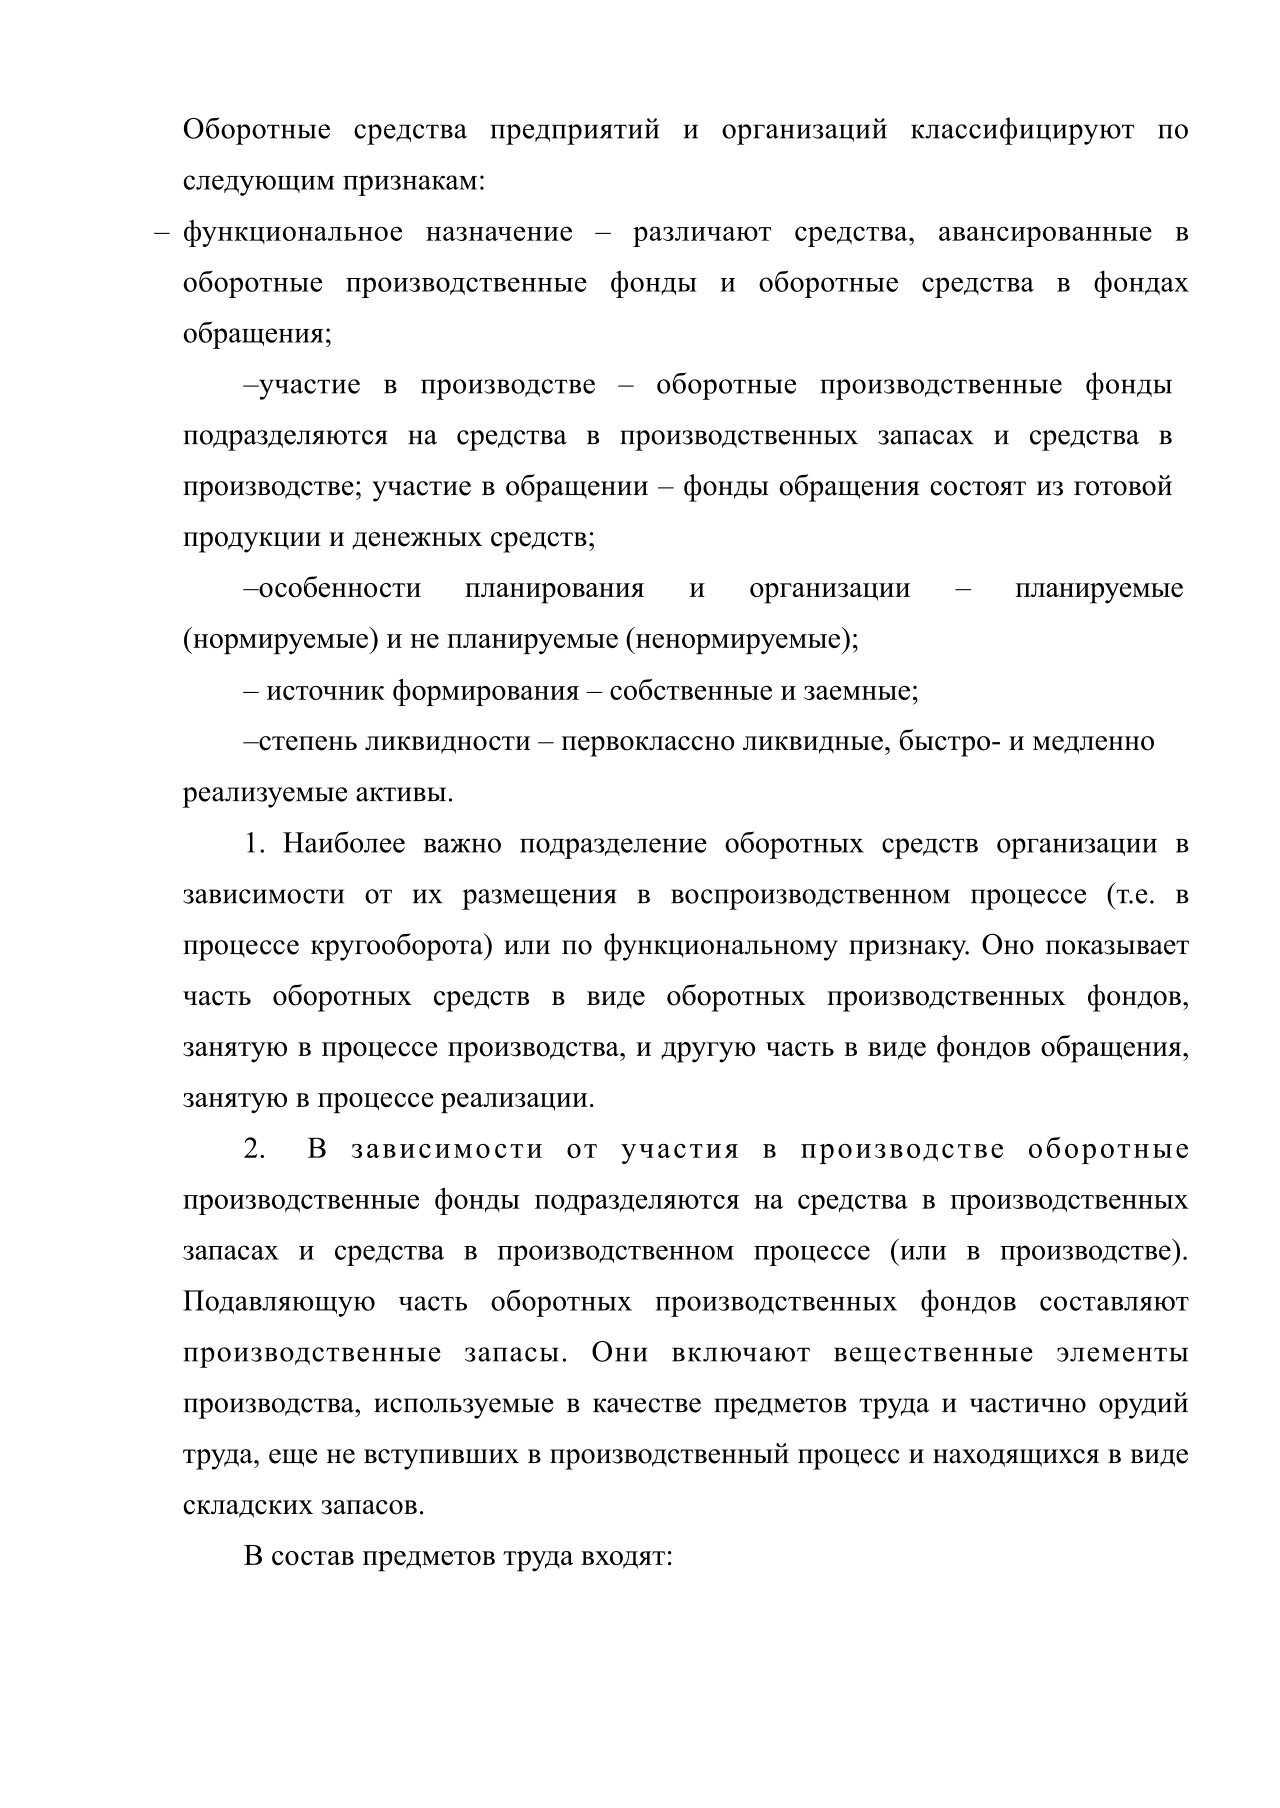 Оборотные средства предприятий и организаций классифицируют по
следующим признакам:
– функциональное назначение – различают средства, авансированные в
оборотные производственные фонды и оборотные средства в фондах
обращения;
–участие в производстве – оборотные производственные фонды
подразделяются на средства в производственных запасах и средства в
производстве; участие в обращении – фонды обращения состоят из готовой
продукции и денежных средств;
–особенности планирования и организации – планируемые
(нормируемые) и не планируемые (ненормируемые);
– источник формирования – собственные и заемные;
–степень ликвидности – первоклассно ликвидные, быстро- и медленно
реализуемые активы.
1. Наиболее важно подразделение оборотных средств организации в
зависимости от их размещения в воспроизводственном процессе (т.е. в
процессе кругооборота) или по функциональному признаку. Оно показывает
часть оборотных средств в виде оборотных производственных фондов,
занятую в процессе производства, и другую часть в виде фондов обращения,
занятую в процессе реализации.
2. В зависимости от участия в производстве оборотные
производственные фонды подразделяются на средства в производственных
запасах и средства в производственном процессе (или в производстве).
Подавляющую часть оборотных производственных фондов составляют
производственные запасы. Они включают вещественные элементы
производства, используемые в качестве предметов труда и частично орудий
труда, еще не вступивших в производственный процесс и находящихся в виде
складских запасов.
В состав предметов труда входят: